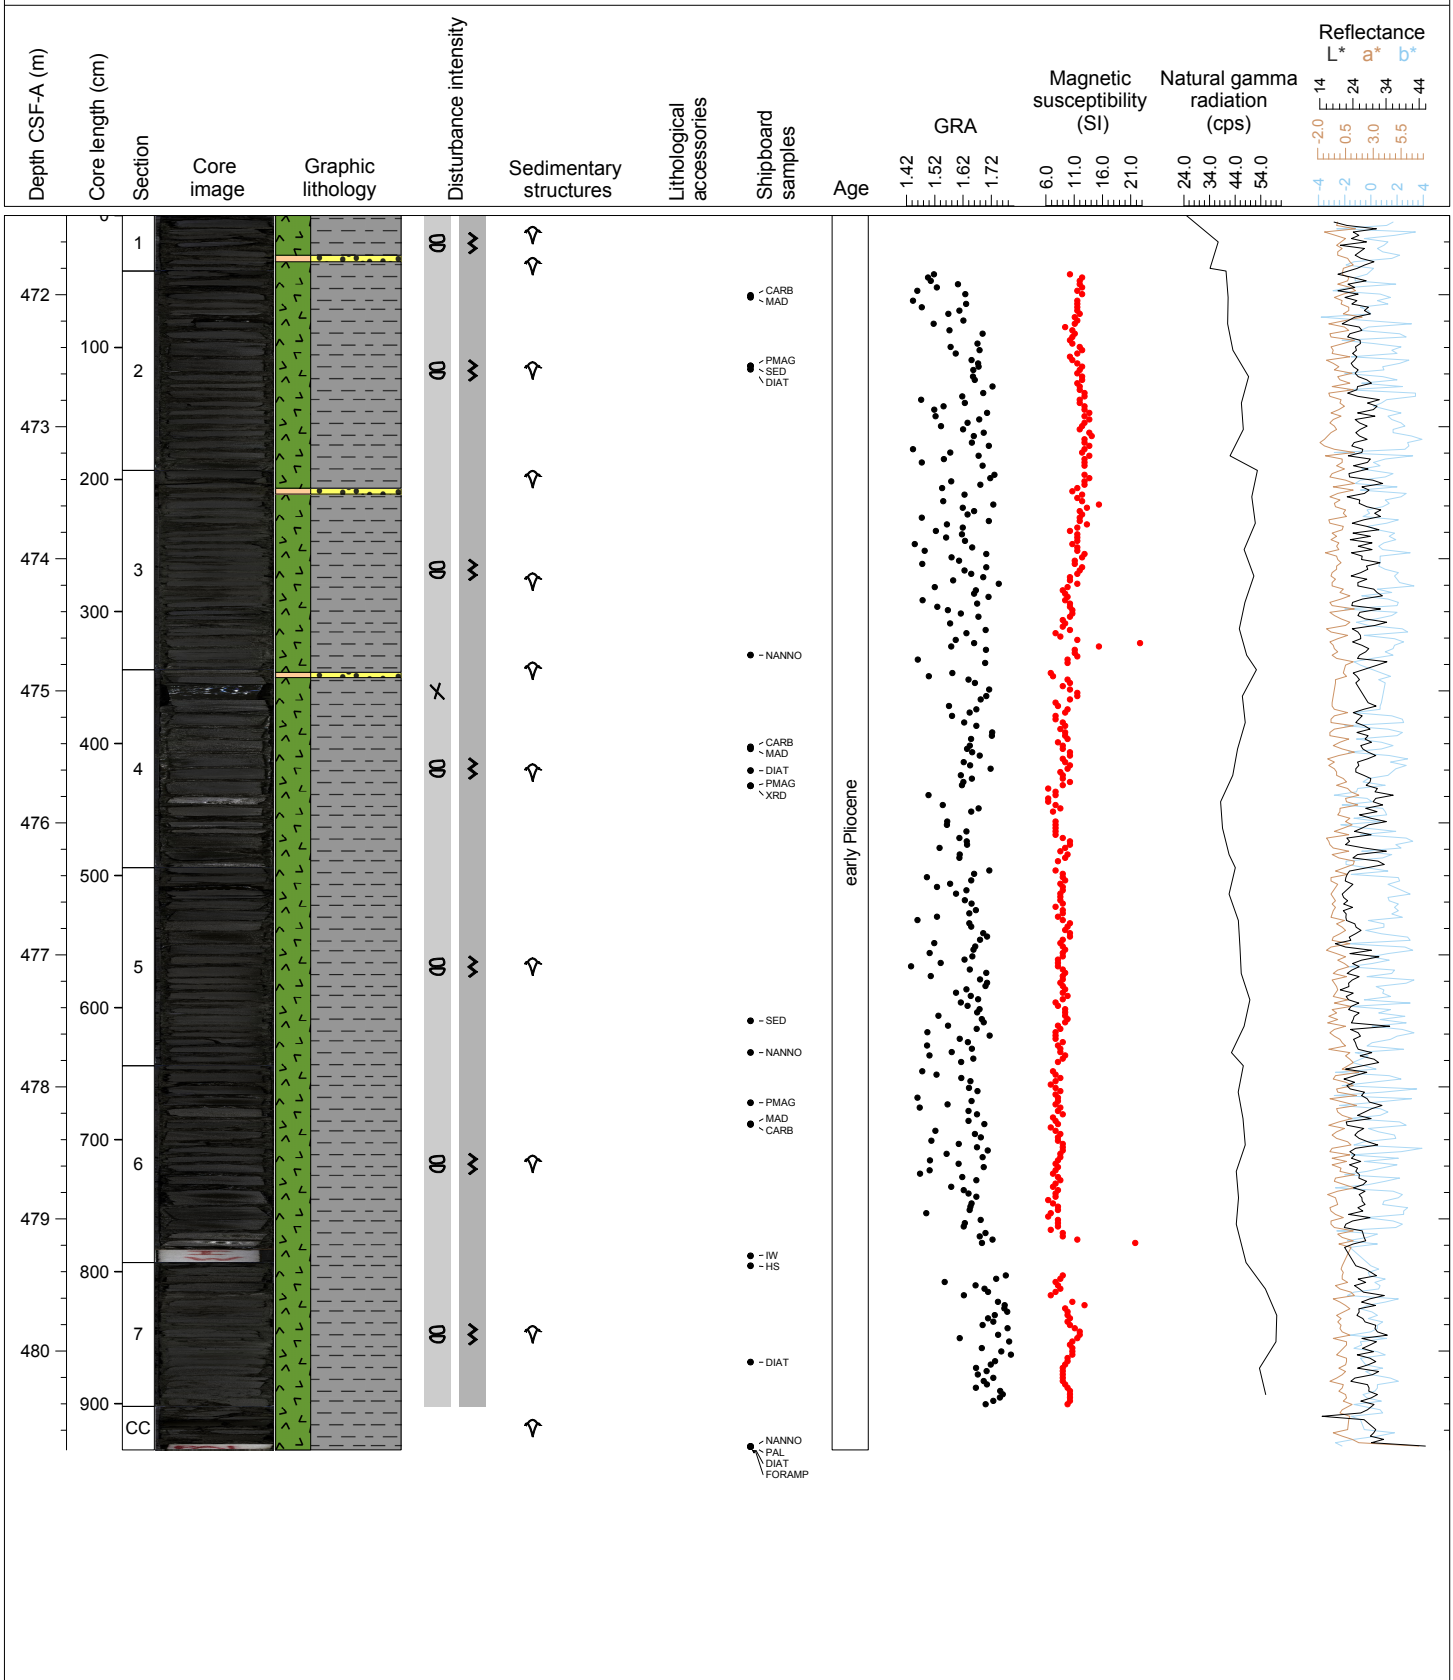 Depth CSF-A (m)
Core length (cm)
Section
Core
image
Graphic
lithology
Disturbance intensity
Sedimentary
structures
Lithological
accessories
Shipboard
samples
Age
GRA
1.42 1.52 1.62 1.72
Magnetic
susceptibility
(SI)
6.0 11.0 16.0 21.0
Natural gamma
radiation
(cps)
24.0 34.0 44.0 54.0
Reflectance
L* a* b*
14 24 34 44
-2.0 0.5 3.0 5.5
-4 -2 0 2 4
472
473
474
475
476
477
478
479
480
0
100
200
300
400
500
600
700
800
900
1
2
3
4
5
6
7
CC
CARB
MAD
PMAG
SED
DIAT
NANNO
CARB
MAD
DIAT
PMAG
XRD
SED
NANNO
PMAG
MAD
CARB
IW
HS
DIAT
NANNO
PAL
DIAT
FORAMP
early Pliocene